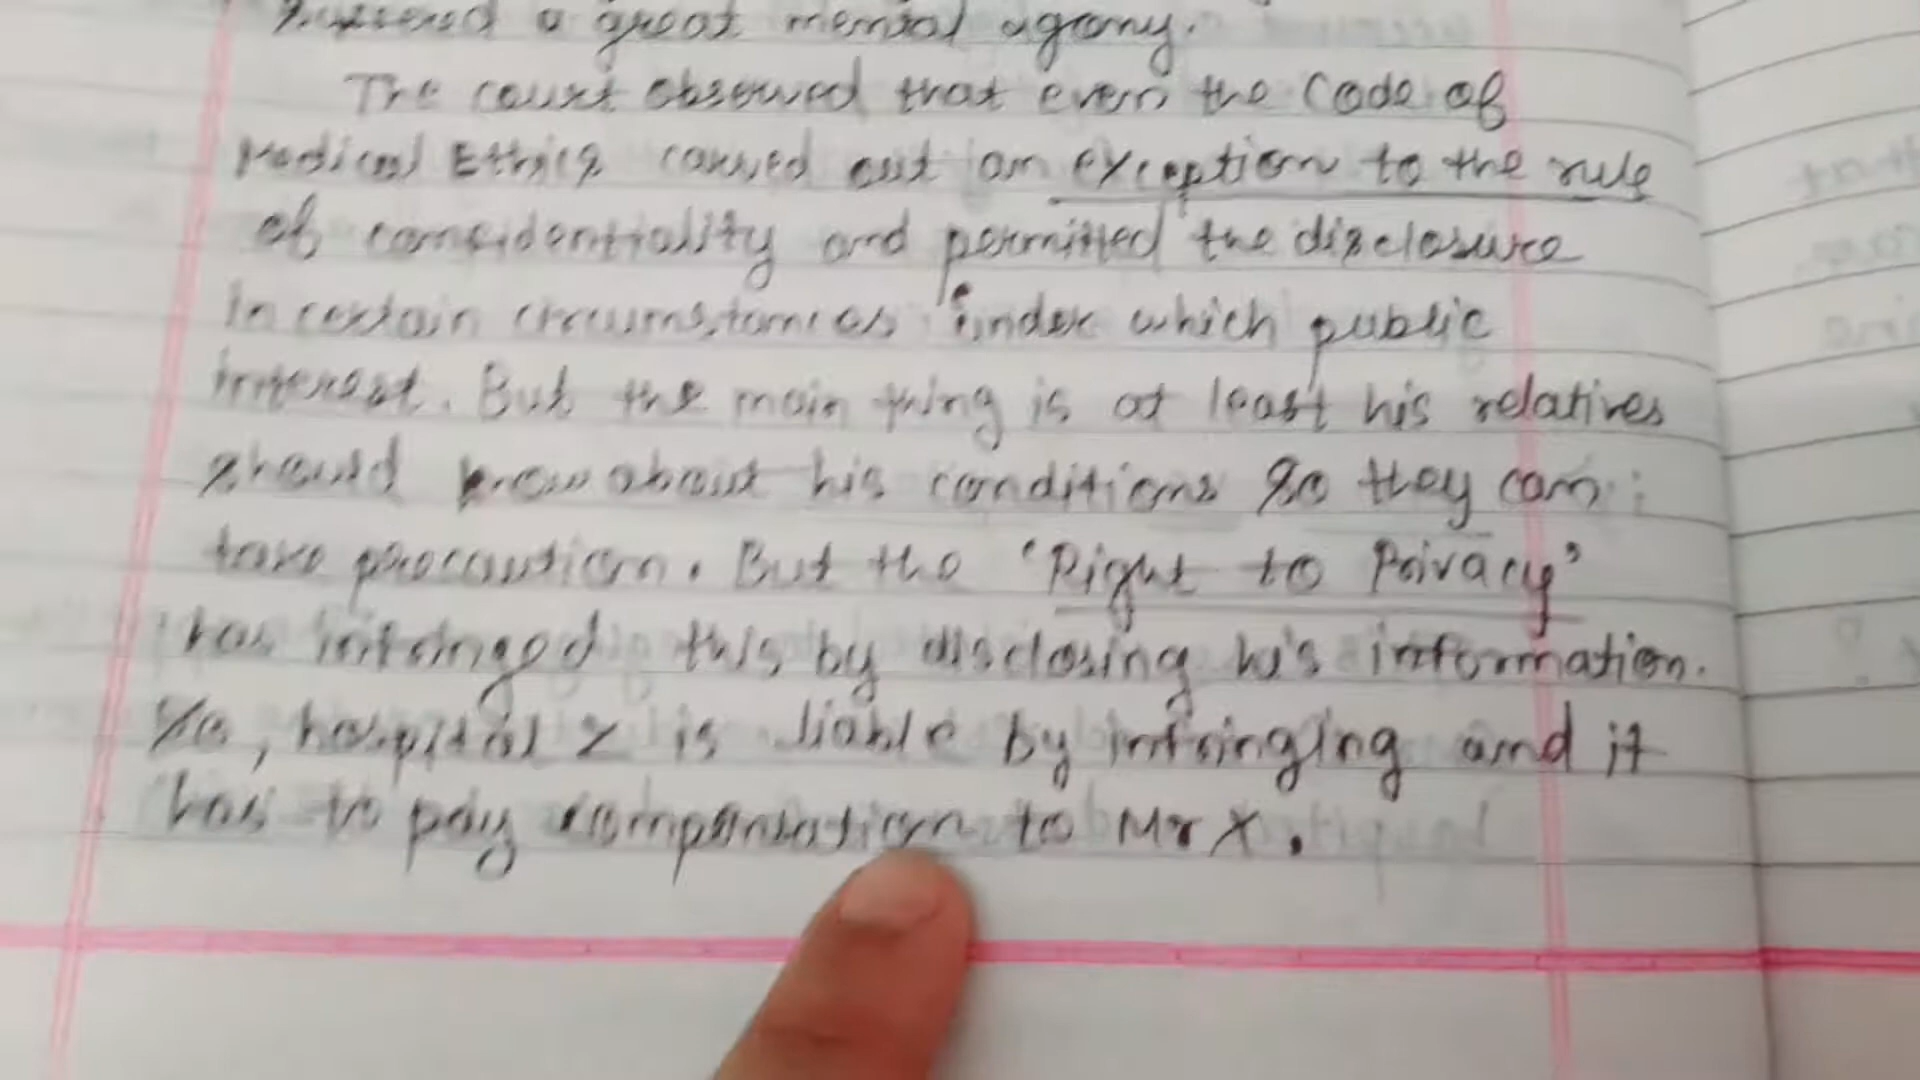 suffered a great mental agony.
The court observed that even the Code of
Medical Ethics carved out an exception to the rule
of confidentiality and permitted the disclosure
in certain circumstances under which public
interest. But the main thing is at least his relatives
should know about his conditions so they can
take precaution. But the 'Right to Privacy'
has infringed this by disclosing his information.
So, hospital Z is liable by infringing and it
has to pay compensation to Mr X.